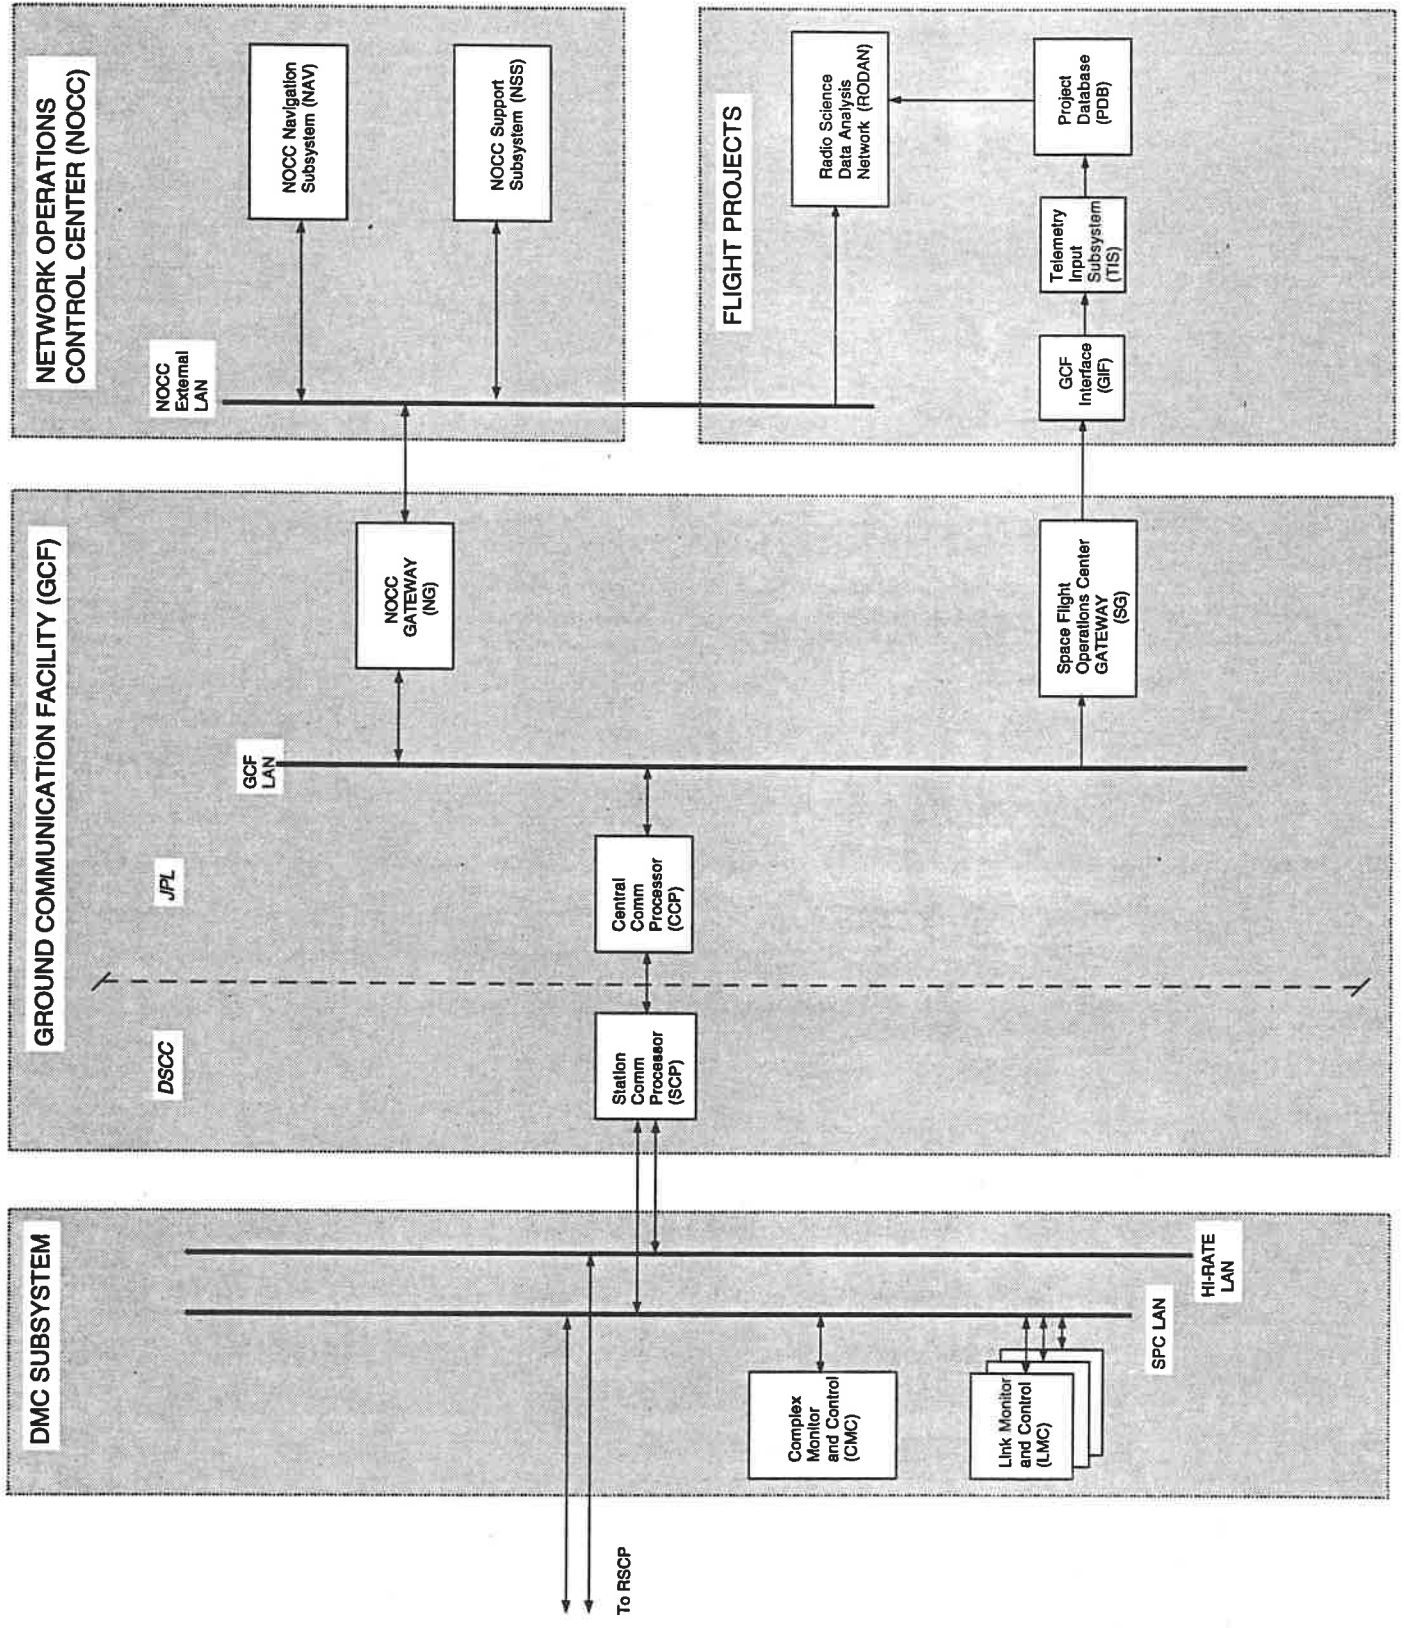 DMC SUBSYSTEM
To RSCP
Complex
Monitor
and Control
(CMC)
Link Monitor
and Control
(LMC)
SPC LAN
HI-RATE
LAN
GROUND COMMUNICATION FACILITY (GCF)
DSCC
JPL
Station
Comm
Processor
(SCP)
Central
Comm
Processor
(CCP)
GCF
LAN
NOCC
GATEWAY
(NG)
Space Flight
Operations Center
GATEWAY
(SG)
NETWORK OPERATIONS
CONTROL CENTER (NOCC)
NOCC
External
LAN
NOCC Navigation
Subsystem (NAV)
NOCC Support
Subsystem (NSS)
FLIGHT PROJECTS
Radio Science
Data Analysis
Network (RODAN)
GCF
Interface
(GIF)
Telemetry
Input
Subsystem
(TIS)
Project
Database
(PDB)